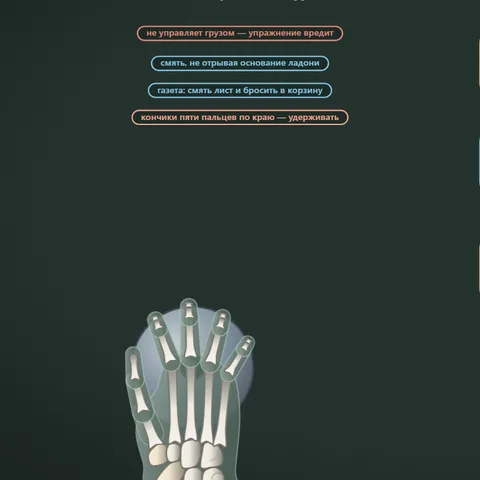 не управляет грузом — упражнение вредит
смять, не отрывая основание ладони
газета: смять лист и бросить в корзину
кончики пяти пальцев по краю — удерживать